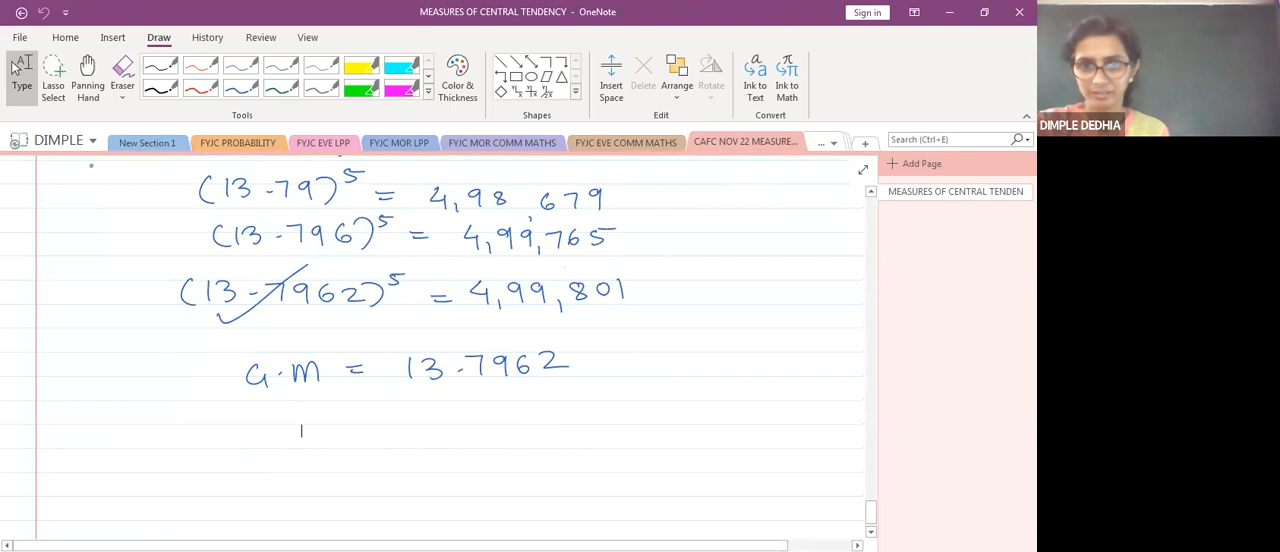 MEASURES OF CENTRAL TENDENCY - OneNote
Sign in
File Home Insert Draw History Review View
Type
Lasso Select
Panning Hand
Eraser
Color & Thickness
Insert Space
Delete
Arrange
Rotate
Ink to Text
Ink to Math
Tools
Shapes
Edit
Convert
DIMPLE
New Section 1
FYJC PROBABILITY
FYJC EVE LPP
FYJC MOR LPP
FYJC MOR COMM MATHS
FYJC EVE COMM MATHS
CAFC NOV 22 MEASURE...
Search (Ctrl+E)
Add Page
MEASURES OF CENTRAL TENDEN
(13.79)^5 = 4,98,679
(13.796)^5 = 4,99,765
(13.7962)^5 = 4,99,801
G.M = 13.7962
DIMPLE DEDHIA